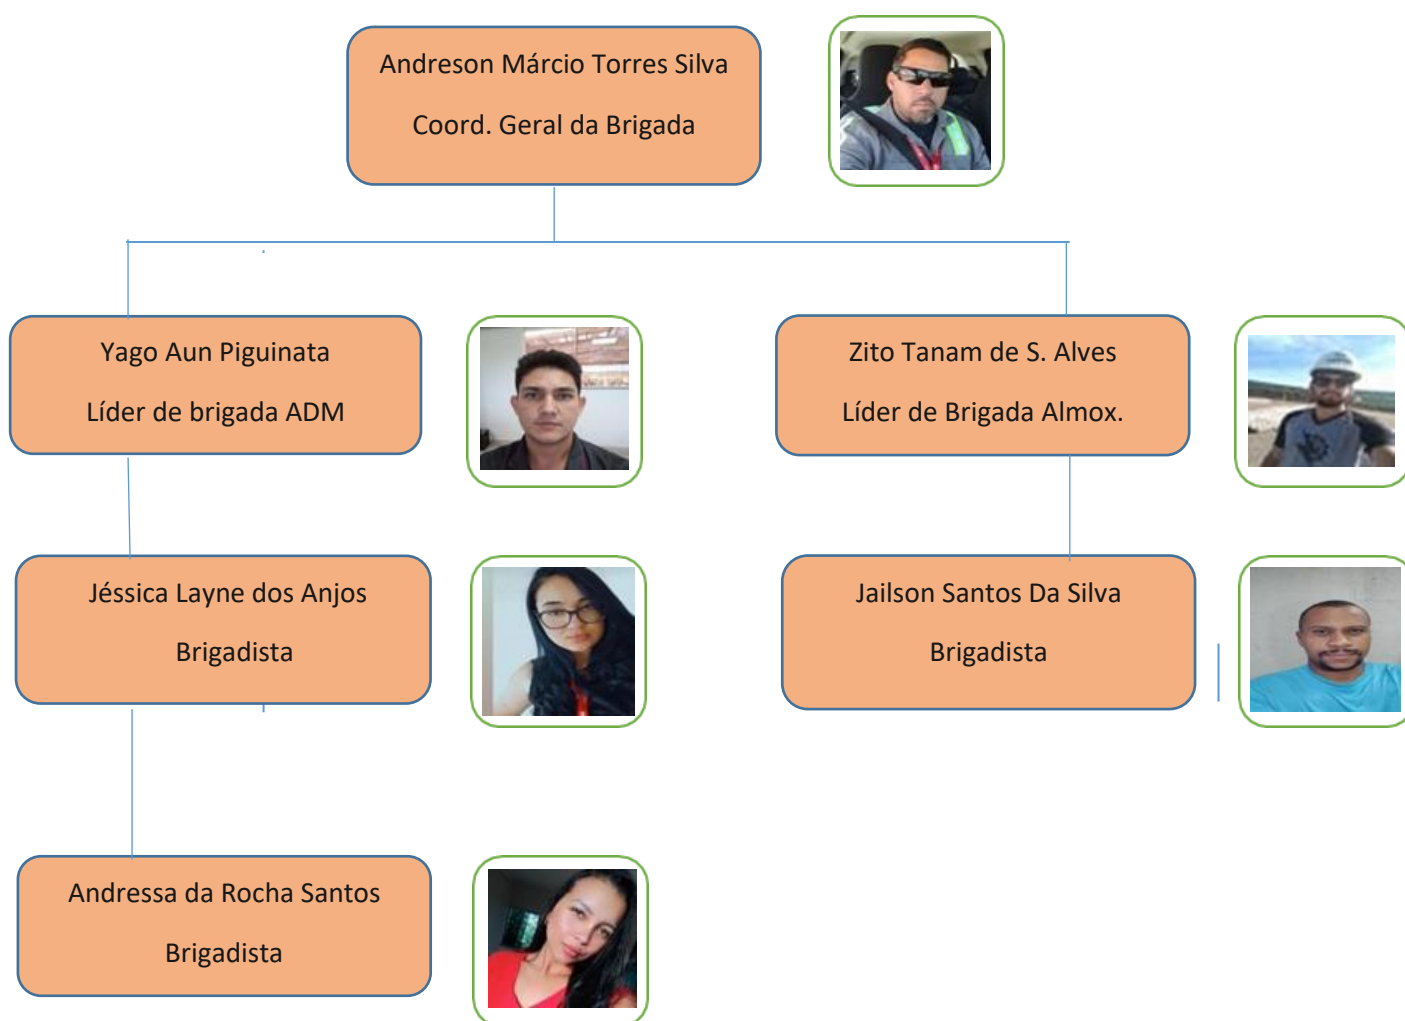 Andreson Márcio Torres Silva
Coord. Geral da Brigada
Yago Aun Piguinata
Líder de brigada ADM
Zito Tanam de S. Alves
Líder de Brigada Almox.
Jéssica Layne dos Anjos
Brigadista
Jailson Santos Da Silva
Brigadista
Andressa da Rocha Santos
Brigadista